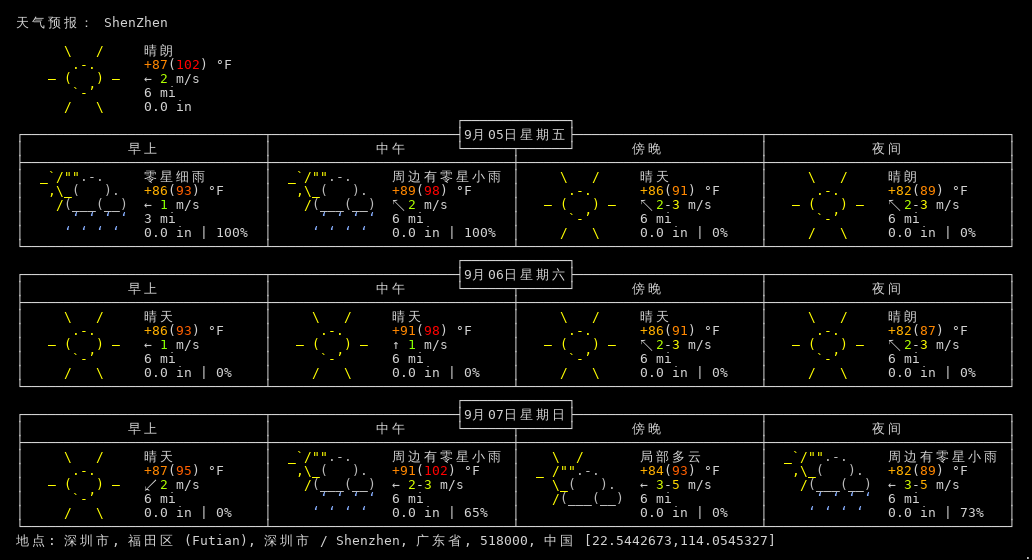 天气预报： ShenZhen
晴朗
+87(102) °F
← 2 m/s
6 mi
0.0 in
9月05日星期五
早上 中午 傍晚 夜间
零星细雨 周边有零星小雨 晴天 晴朗
+86(93) °F +89(98) °F +86(91) °F +82(89) °F
← 1 m/s ↖ 2 m/s ↖ 2-3 m/s ↖ 2-3 m/s
3 mi 6 mi 6 mi 6 mi
0.0 in | 100% 0.0 in | 100% 0.0 in | 0% 0.0 in | 0%
9月06日星期六
早上 中午 傍晚 夜间
晴天 晴天 晴天 晴朗
+86(93) °F +91(98) °F +86(91) °F +82(87) °F
← 1 m/s ↑ 1 m/s ↖ 2-3 m/s ↖ 2-3 m/s
6 mi 6 mi 6 mi 6 mi
0.0 in | 0% 0.0 in | 0% 0.0 in | 0% 0.0 in | 0%
9月07日星期日
早上 中午 傍晚 夜间
晴天 周边有零星小雨 局部多云 周边有零星小雨
+87(95) °F +91(102) °F +84(93) °F +82(89) °F
↙ 2 m/s ← 2-3 m/s ← 3-5 m/s ← 3-5 m/s
6 mi 6 mi 6 mi 6 mi
0.0 in | 0% 0.0 in | 65% 0.0 in | 0% 0.0 in | 73%
地点: 深圳市, 福田区 (Futian), 深圳市 / Shenzhen, 广东省, 518000, 中国 [22.5442673,114.0545327]